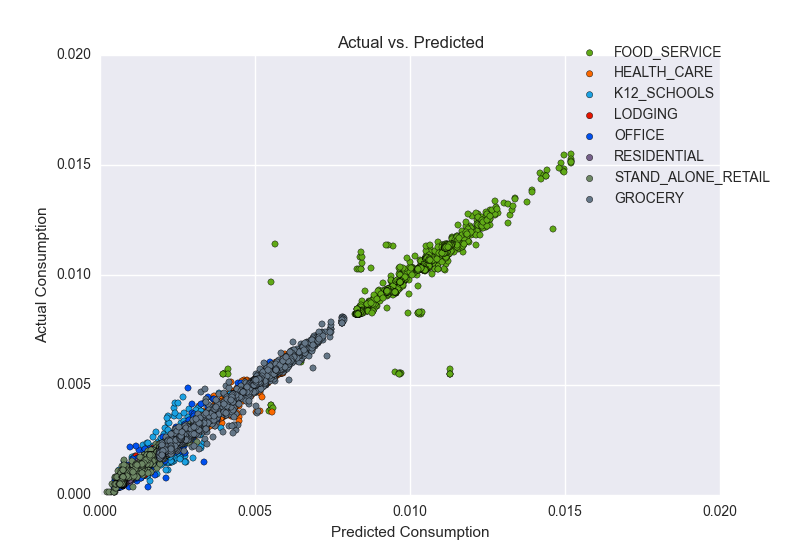 Actual vs. Predicted
0.020
0.015
0.010
0.005
0.000
Actual Consumption
FOOD_SERVICE
HEALTH_CARE
K12_SCHOOLS
LODGING
OFFICE
RESIDENTIAL
STAND_ALONE_RETAIL
GROCERY
0.000 0.005 0.010 0.015 0.020
Predicted Consumption